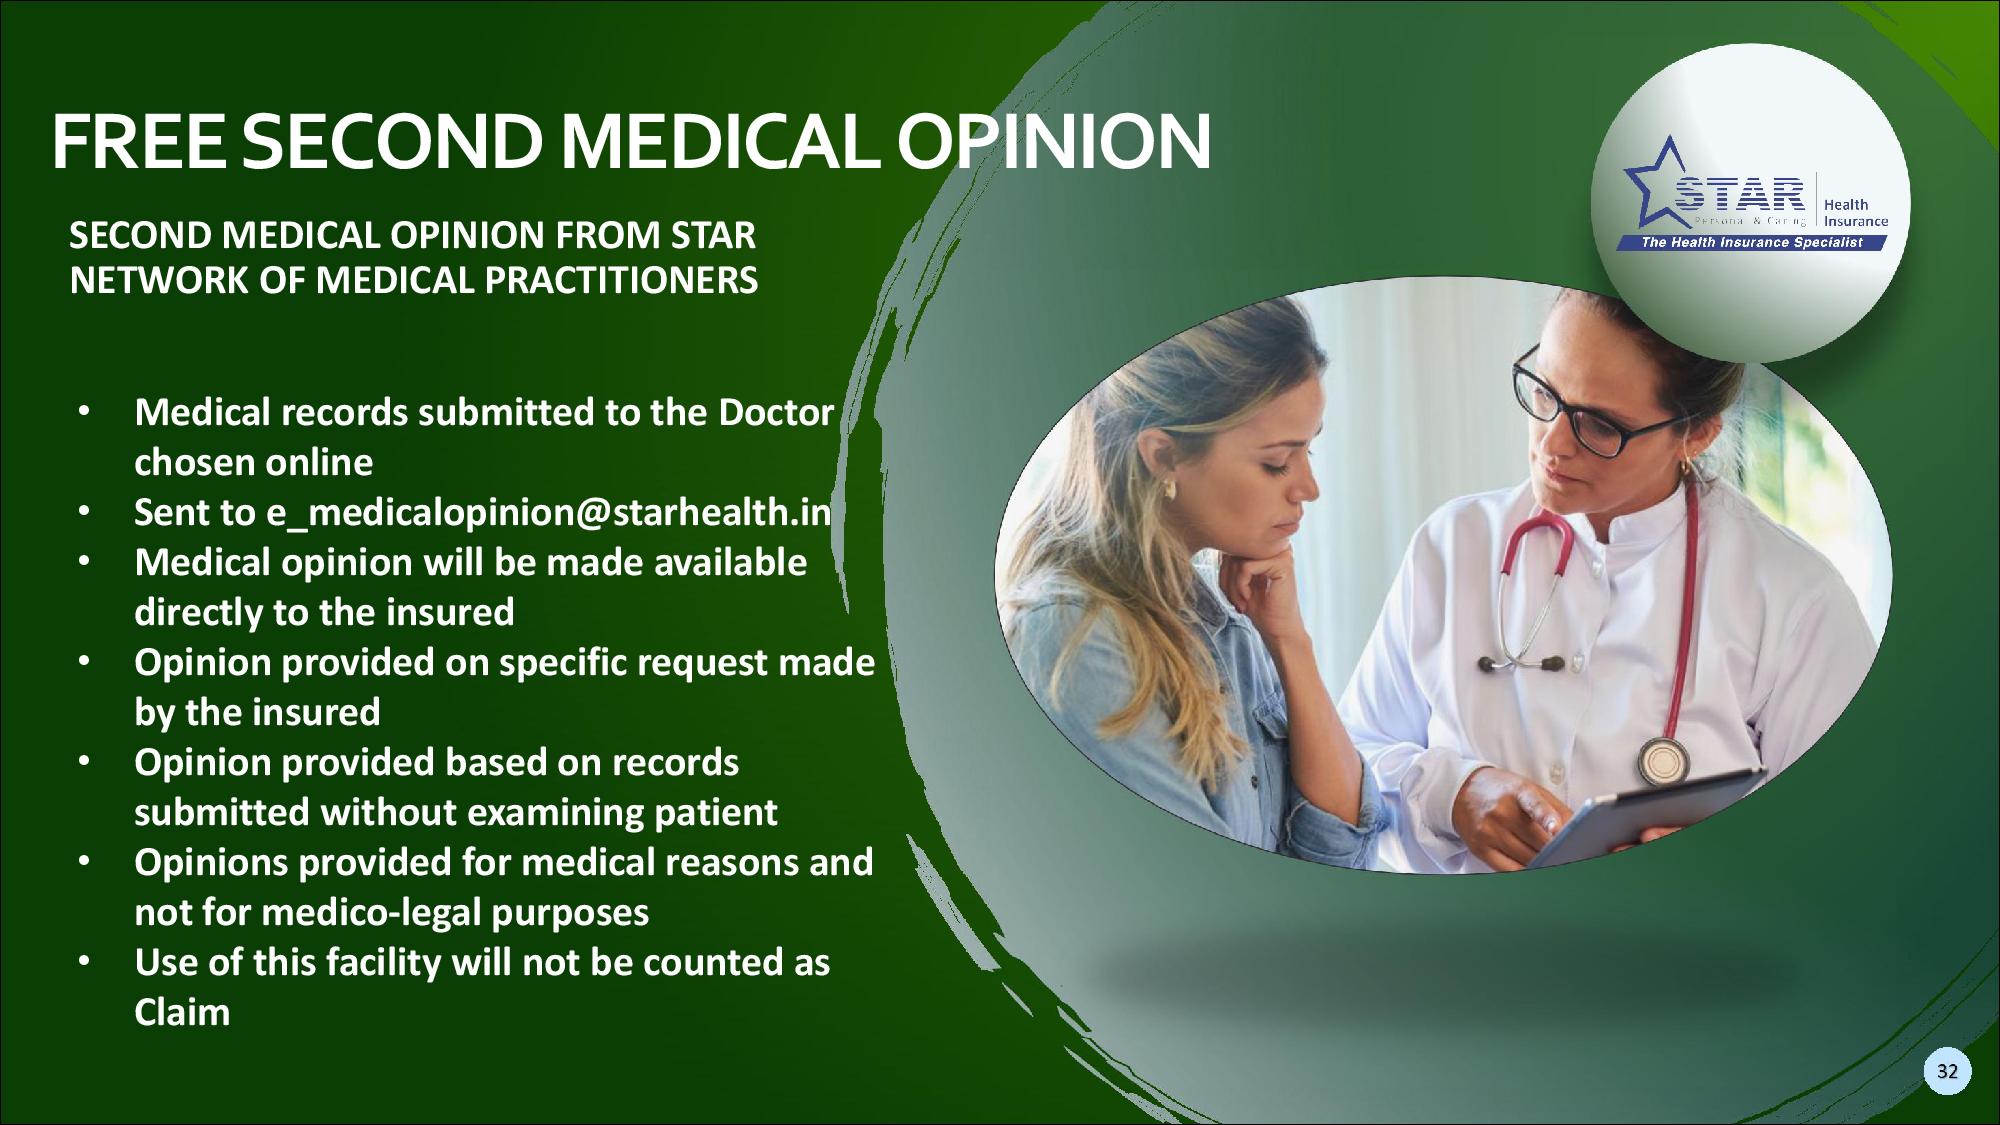 FREE SECOND MEDICAL OPINION
STAR
Personal & Caring
Health
Insurance
The Health Insurance Specialist
SECOND MEDICAL OPINION FROM STAR
NETWORK OF MEDICAL PRACTITIONERS
• Medical records submitted to the Doctor
chosen online
• Sent to e_medicalopinion@starhealth.in
• Medical opinion will be made available
directly to the insured
• Opinion provided on specific request made
by the insured
• Opinion provided based on records
submitted without examining patient
• Opinions provided for medical reasons and
not for medico-legal purposes
• Use of this facility will not be counted as
Claim
32